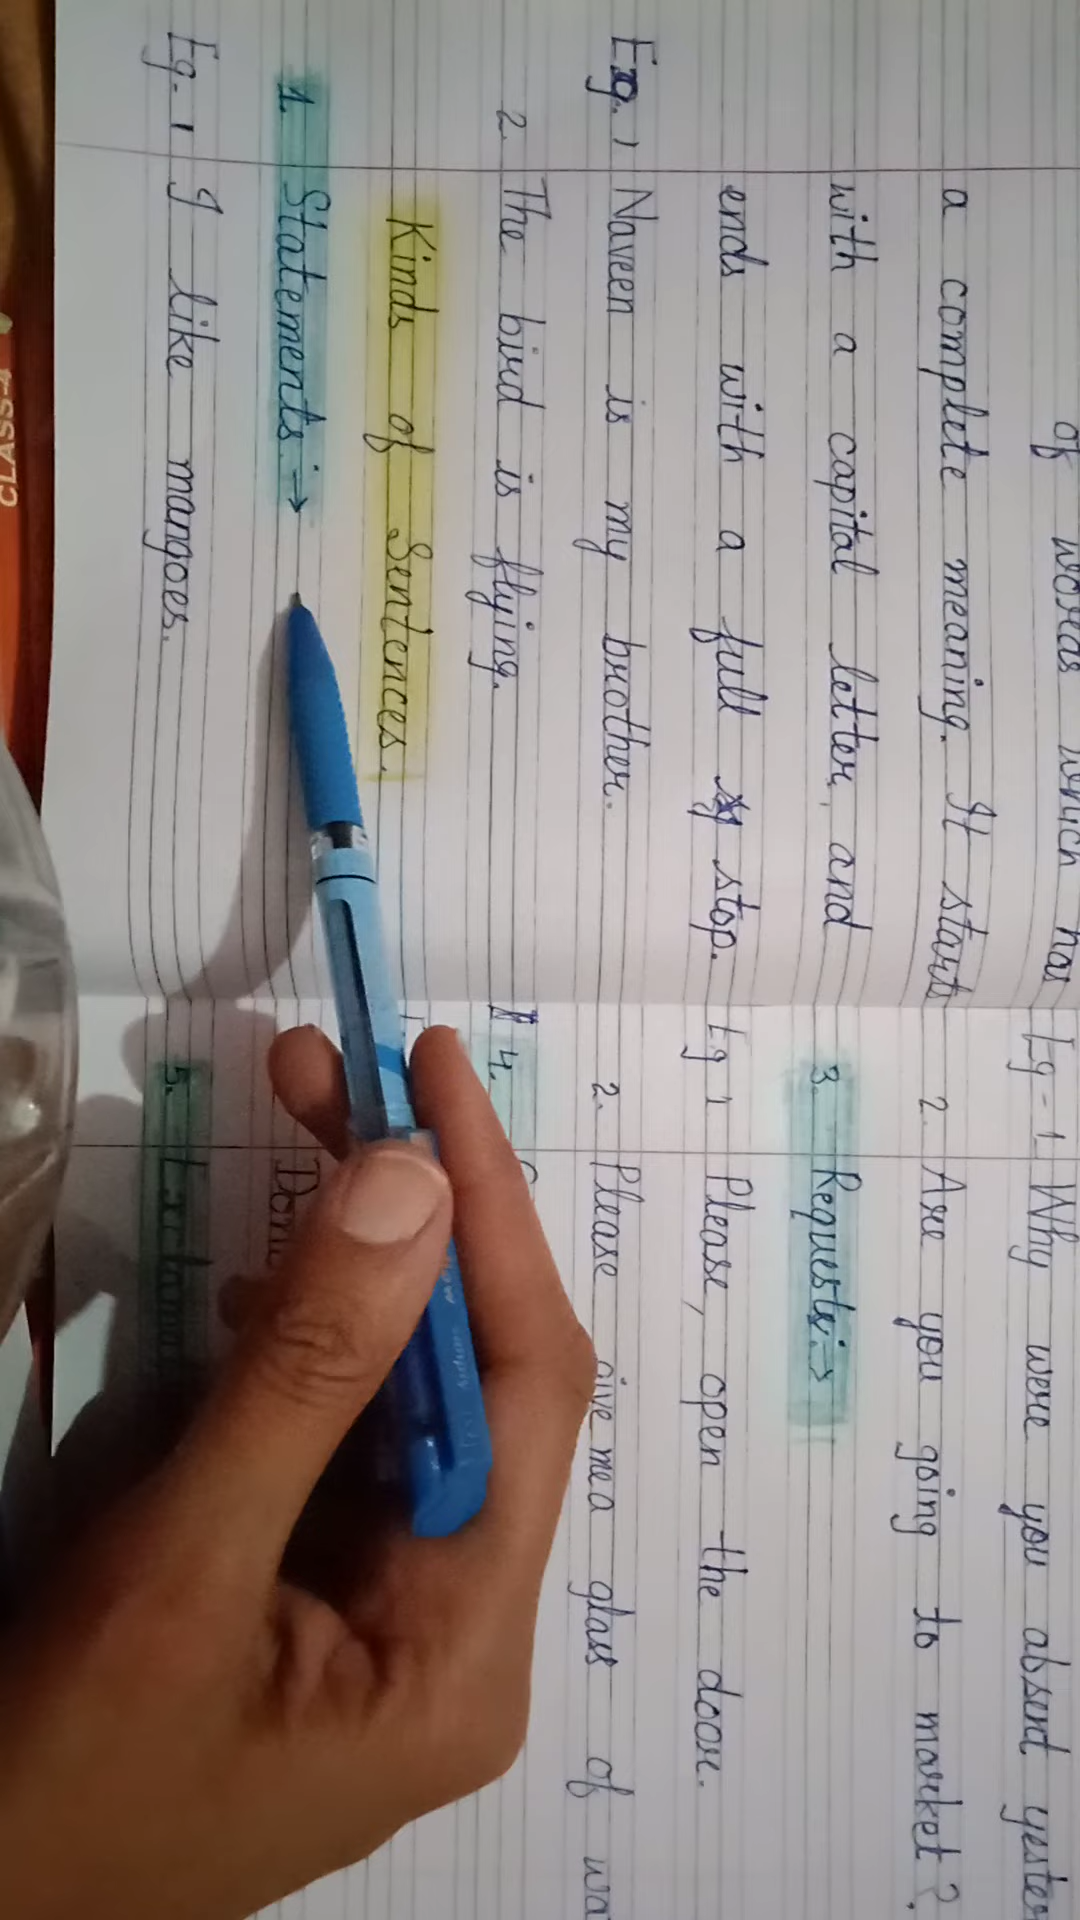 of words which has
a complete meaning. It starts
with a capital letter, and
ends with a full stop.
Eg. 1 Naveen is my brother.
2. The bird is flying.
Kinds of Sentences.
1. Statements :→
Eg. 1 I like mangoes.
Eg - 1. Why were you absent
2. Are you going to market?
3. Requests :→
Eg 1 Please, open the door.
2. Please give me a glass of
4.
5.
CLASS-4